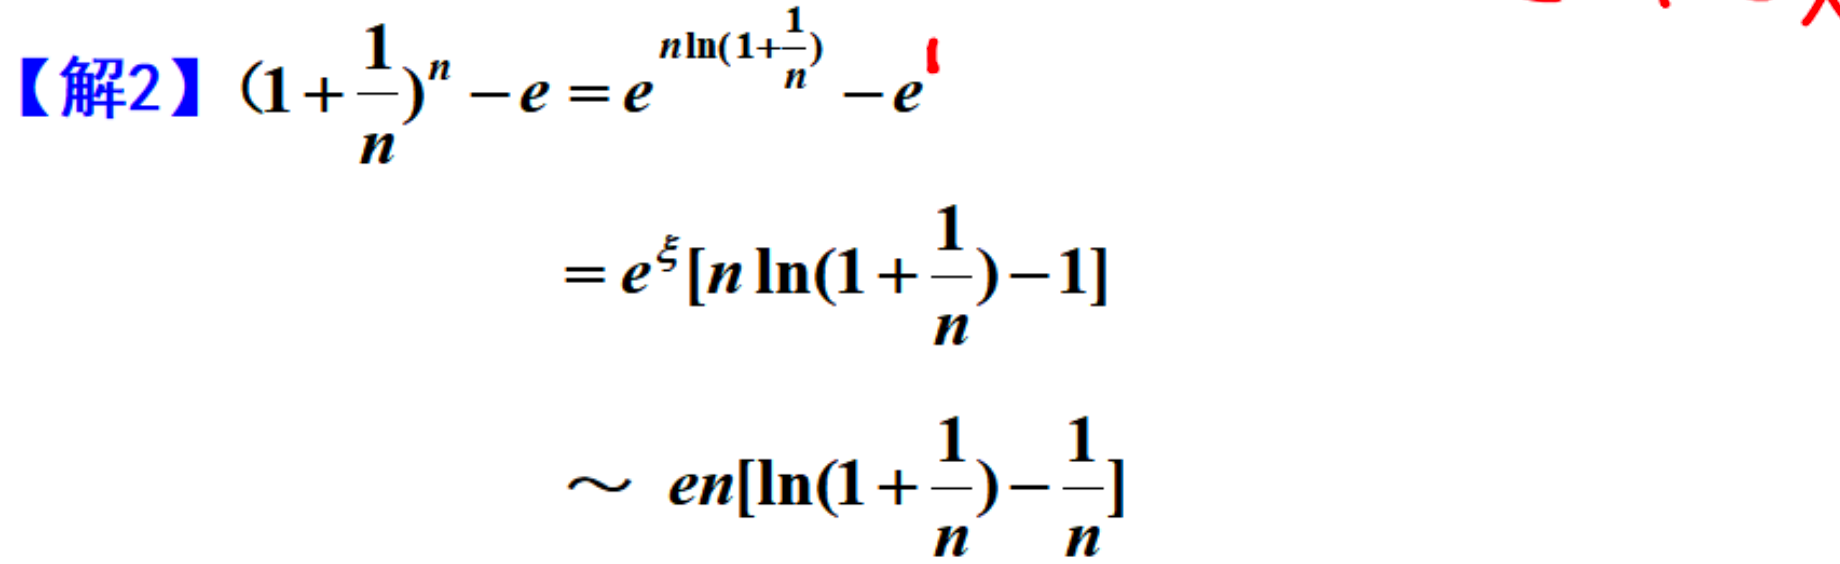 【解2】(1+1/n)^n − e = e^{n ln(1+1/n)} − e^1
= e^ξ[n ln(1+1/n)−1]
~ en[ln(1+1/n)−1/n]